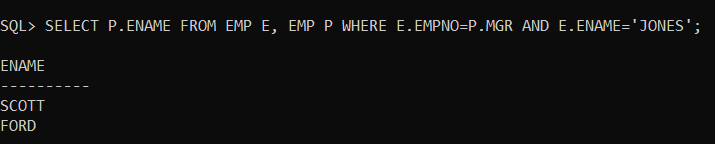 SQL> SELECT P.ENAME FROM EMP E, EMP P WHERE E.EMPNO=P.MGR AND E.ENAME='JONES';
ENAME
----------
SCOTT
FORD